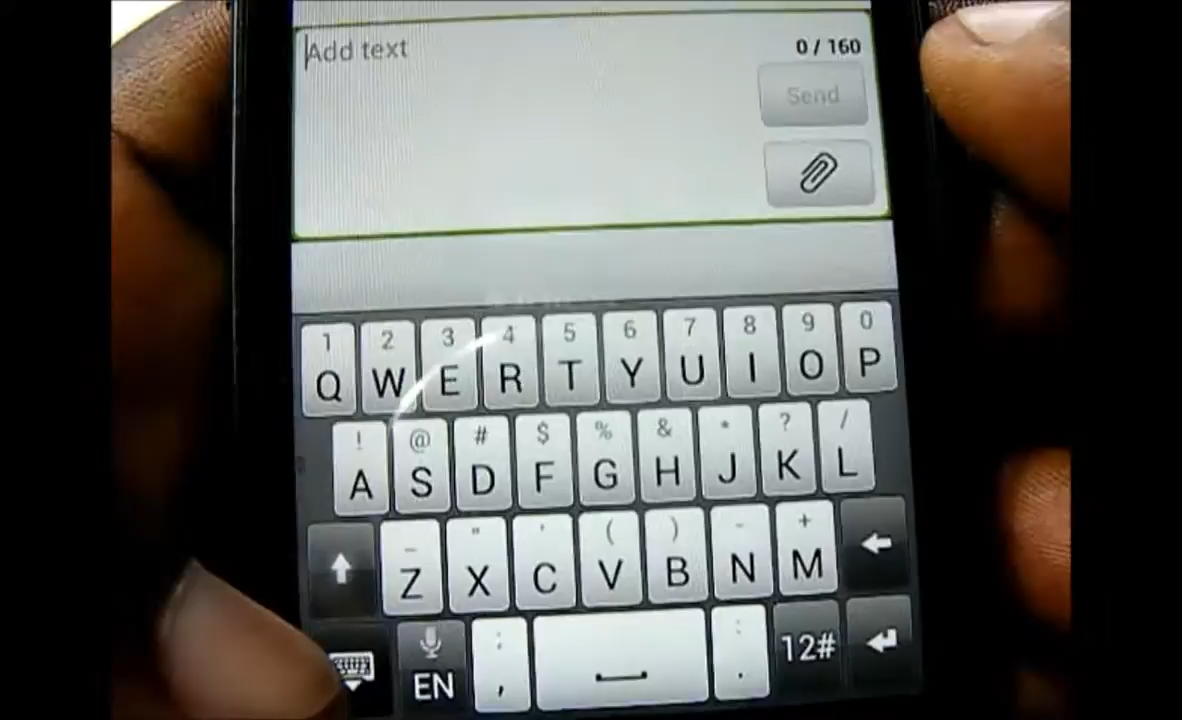 Add text
0 / 160
Send
1 2 3 4 5 6 7 8 9 0
Q W E R T Y U I O P
! @ # $ % & * ? /
A S D F G H J K L
_ " ' ( ) - +
Z X C V B N M
; :
EN , . 12#